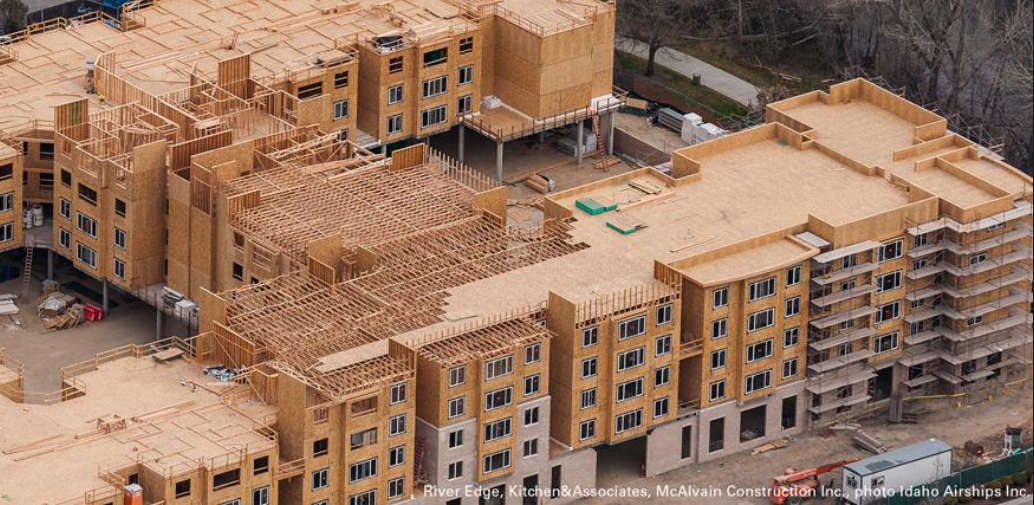 River Edge, Kitchen&Associates, McAlvain Construction Inc., photo Idaho Airships Inc.